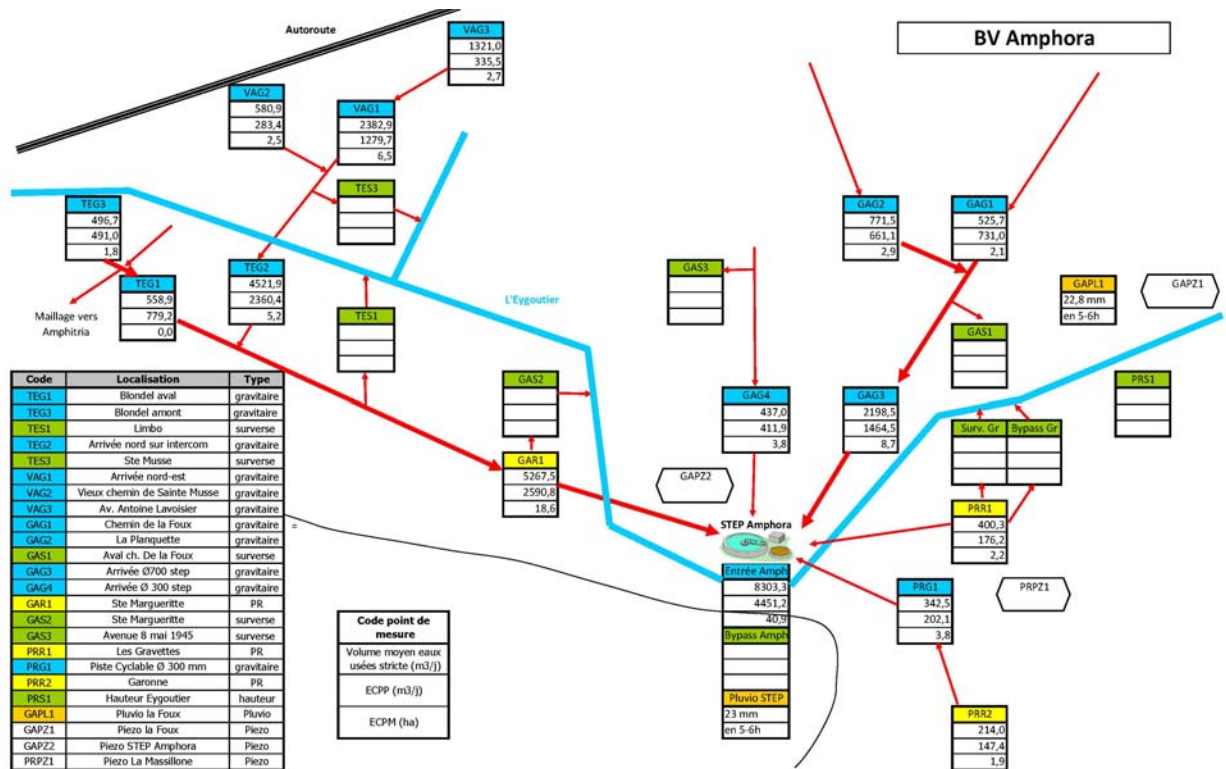 Autoroute
BV Amphora
VAG3
1321,0
335,5
2,7
VAG2
580,9
283,4
2,5
VAG1
2382,9
1279,7
6,5
TES3
TEG3
496,7
491,0
1,8
TEG1
558,9
779,2
0,0
Maillage vers
Amphitria
TEG2
4521,9
2360,4
5,2
TES1
L'Eygoutier
GAG2
771,5
661,1
2,9
GAG1
525,7
731,0
2,1
GAS3
GAPL1
22,8 mm
en 5-6h
GAPZ1
GAS1
PRS1
GAS2
GAG4
437,0
411,9
3,8
GAG3
2198,5
1464,5
8,7
Surv. Gr Bypass Gr
GAR1
5267,5
2590,8
18,6
GAPZ2
PRR1
400,3
176,2
2,2
STEP Amphora
Entrée Amph
8303,3
4451,2
40,9
Bypass Amph
Pluvio STEP
23 mm
en 5-6h
PRG1
342,5
202,1
3,8
PRPZ1
PRR2
214,0
147,4
1,9
Code Localisation Type
TEG1 Blondel aval gravitaire
TEG3 Blondel amont gravitaire
TES1 Limbo surverse
TEG2 Arrivée nord sur intercom gravitaire
TES3 Ste Musse surverse
VAG1 Arrivée nord-est gravitaire
VAG2 Vieux chemin de Sainte Musse gravitaire
VAG3 Av. Antoine Lavoisier gravitaire
GAG1 Chemin de la Foux gravitaire =
GAG2 La Planquette gravitaire
GAS1 Aval ch. De la Foux surverse
GAG3 Arrivée Ø700 step gravitaire
GAG4 Arrivée Ø 300 step gravitaire
GAR1 Ste Margueritte PR
GAS2 Ste Margueritte surverse
GAS3 Avenue 8 mai 1945 surverse
PRR1 Les Gravettes PR
PRG1 Piste Cyclable Ø 300 mm gravitaire
PRR2 Garonne PR
PRS1 Hauteur Eygoutier hauteur
GAPL1 Pluvio la Foux Pluvio
GAPZ1 Piezo la Foux Piezo
GAPZ2 Piezo STEP Amphora Piezo
PRPZ1 Piezo La Massillone Piezo
Code point de
mesure
Volume moyen eaux
usées stricte (m3/j)
ECPP (m3/j)
ECPM (ha)